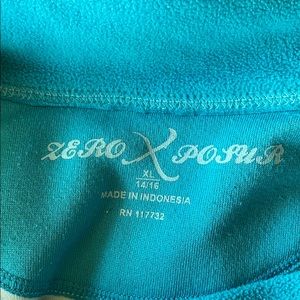 ZERO X POSUR
XL
14/16
MADE IN INDONESIA
RN 117732